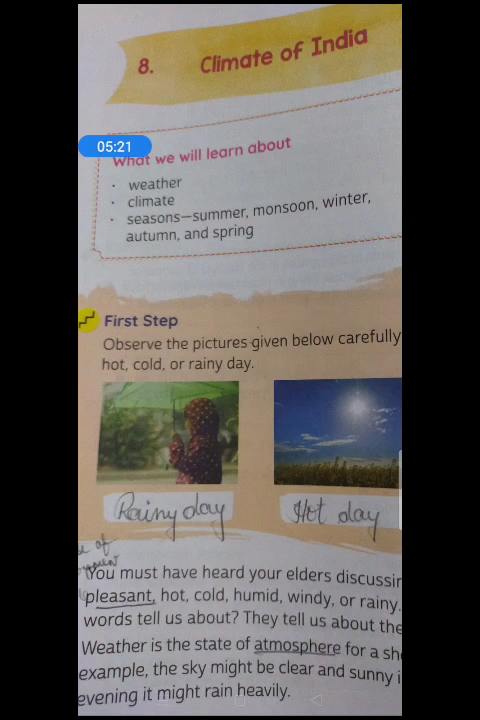 8. Climate of India
05:21
What we will learn about
· weather
· climate
· seasons—summer, monsoon, winter,
autumn, and spring
First Step
Observe the pictures given below carefully
hot, cold, or rainy day.
Rainy day
Hot day
of
You must have heard your elders discussin
pleasant, hot, cold, humid, windy, or rainy.
words tell us about? They tell us about the
Weather is the state of atmosphere for a sh
example, the sky might be clear and sunny i
evening it might rain heavily.